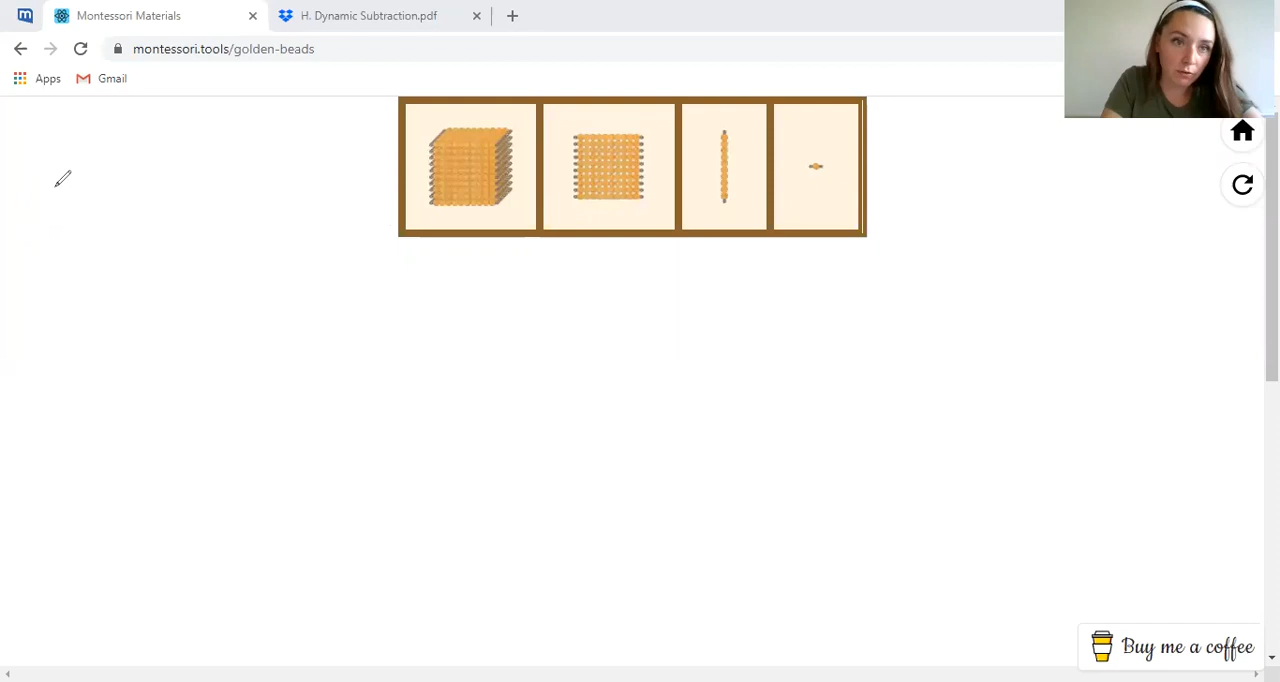 Montessori Materials
H. Dynamic Subtraction.pdf
montessori.tools/golden-beads
Apps
Gmail
Buy me a coffee